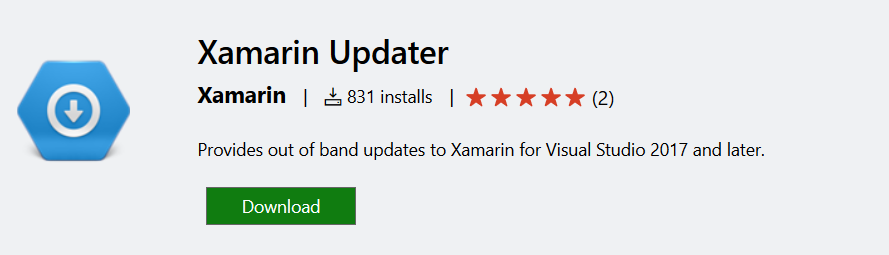 Xamarin Updater
Xamarin | 831 installs | (2)
Provides out of band updates to Xamarin for Visual Studio 2017 and later.
Download